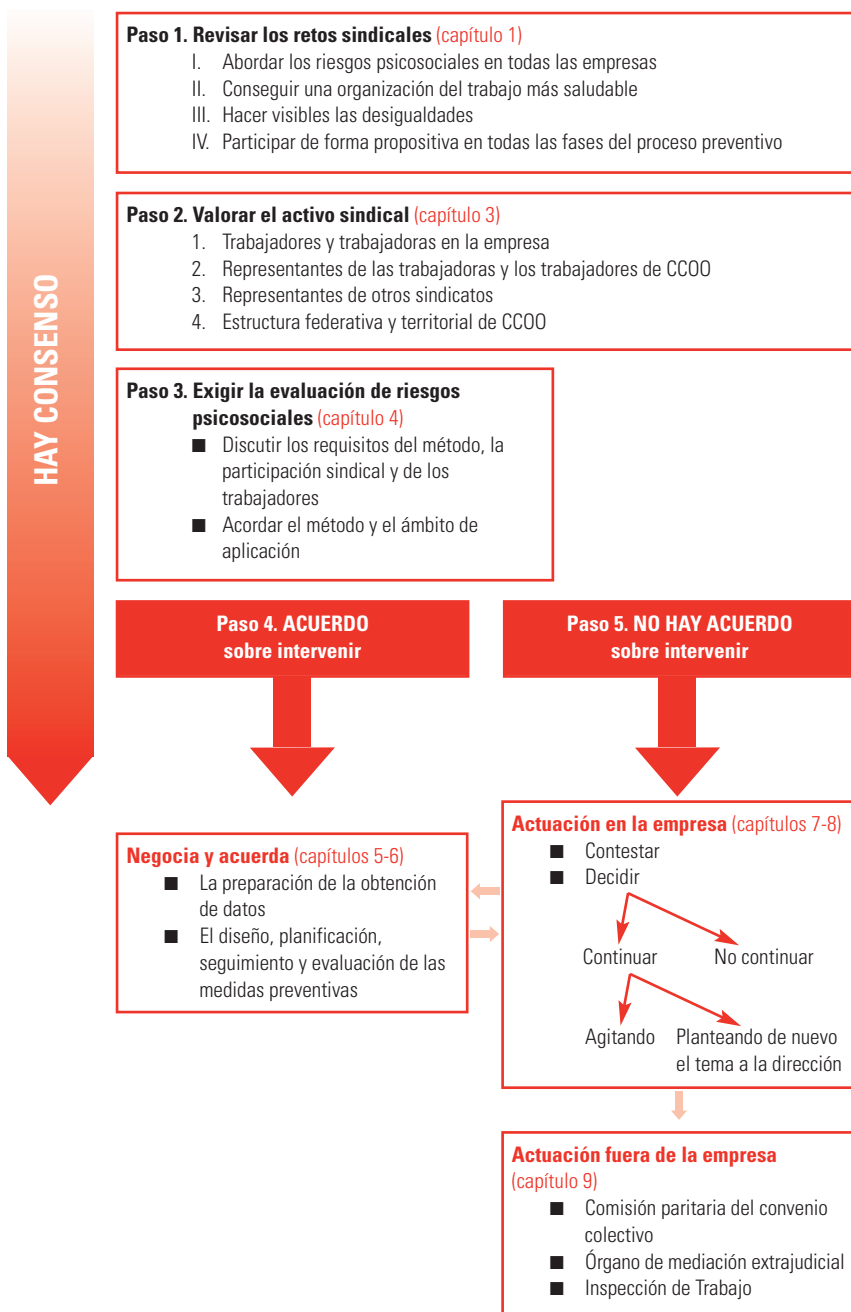 HAY CONSENSO
Paso 1. Revisar los retos sindicales (capítulo 1)
I. Abordar los riesgos psicosociales en todas las empresas
II. Conseguir una organización del trabajo más saludable
III. Hacer visibles las desigualdades
IV. Participar de forma propositiva en todas las fases del proceso preventivo
Paso 2. Valorar el activo sindical (capítulo 3)
1. Trabajadores y trabajadoras en la empresa
2. Representantes de las trabajadoras y los trabajadores de CCOO
3. Representantes de otros sindicatos
4. Estructura federativa y territorial de CCOO
Paso 3. Exigir la evaluación de riesgos
psicosociales (capítulo 4)
■ Discutir los requisitos del método, la
participación sindical y de los
trabajadores
■ Acordar el método y el ámbito de
aplicación
Paso 4. ACUERDO
sobre intervenir
Paso 5. NO HAY ACUERDO
sobre intervenir
Negocia y acuerda (capítulos 5-6)
■ La preparación de la obtención
de datos
■ El diseño, planificación,
seguimiento y evaluación de las
medidas preventivas
Actuación en la empresa (capítulos 7-8)
■ Contestar
■ Decidir
Continuar
No continuar
Agitando
Planteando de nuevo
el tema a la dirección
Actuación fuera de la empresa
(capítulo 9)
■ Comisión paritaria del convenio
colectivo
■ Órgano de mediación extrajudicial
■ Inspección de Trabajo